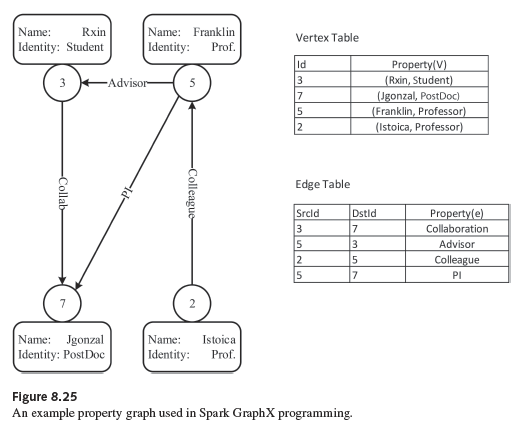 Name: Rxin
Identity: Student
Name: Franklin
Identity: Prof.
3
Advisor
5
Collab
PI
Colleague
7
2
Name: Jgonzal
Identity: PostDoc
Name: Istoica
Identity: Prof.
Vertex Table
Id Property(V)
3 (Rxin, Student)
7 (Jgonzal, PostDoc)
5 (Franklin, Professor)
2 (Istoica, Professor)
Edge Table
SrcId DstId Property(e)
3 7 Collaboration
5 3 Advisor
2 5 Colleague
5 7 PI
Figure 8.25
An example property graph used in Spark GraphX programming.